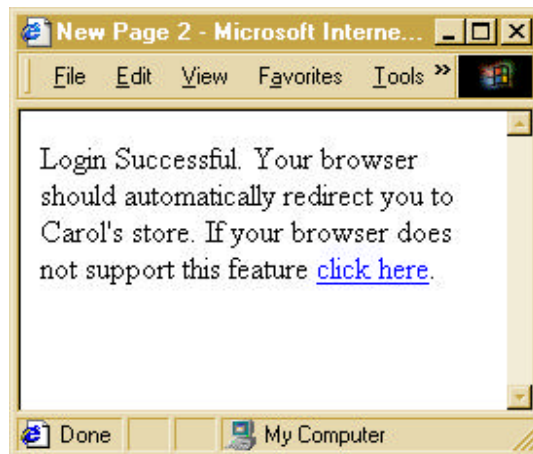 New Page 2 - Microsoft Interne...
File Edit View Favorites Tools »
Login Successful. Your browser
should automatically redirect you to
Carol's store. If your browser does
not support this feature click here.
Done My Computer